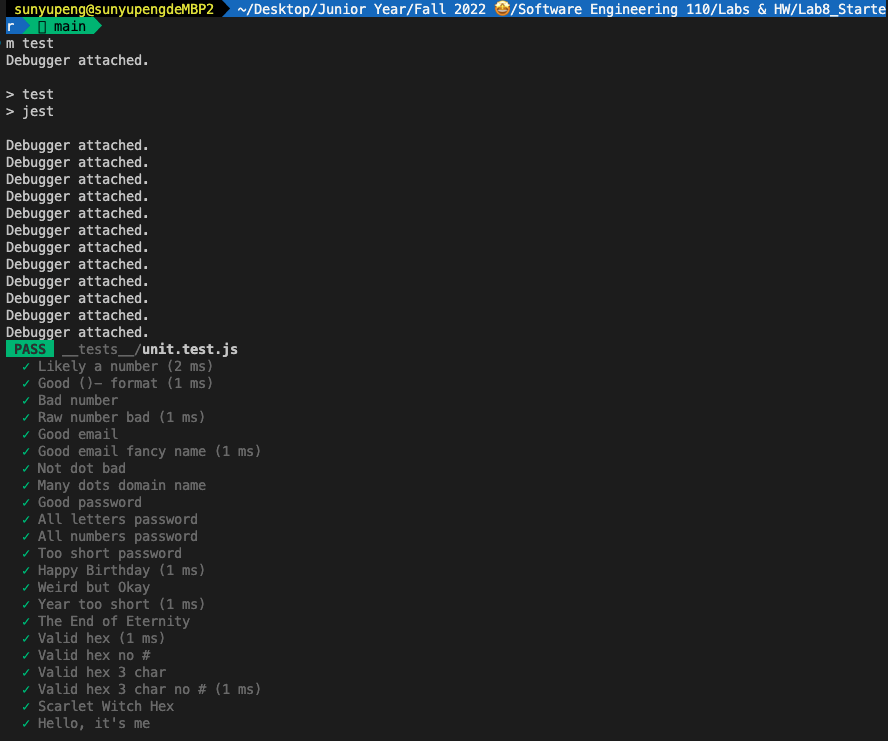 sunyupeng@sunyupengdeMBP2 ~/Desktop/Junior Year/Fall 2022 🤩/Software Engineering 110/Labs & HW/Lab8_Starte
r main
m test
Debugger attached.
> test
> jest
Debugger attached.
Debugger attached.
Debugger attached.
Debugger attached.
Debugger attached.
Debugger attached.
Debugger attached.
Debugger attached.
Debugger attached.
Debugger attached.
Debugger attached.
Debugger attached.
PASS __tests__/unit.test.js
✓ Likely a number (2 ms)
✓ Good ()- format (1 ms)
✓ Bad number
✓ Raw number bad (1 ms)
✓ Good email
✓ Good email fancy name (1 ms)
✓ Not dot bad
✓ Many dots domain name
✓ Good password
✓ All letters password
✓ All numbers password
✓ Too short password
✓ Happy Birthday (1 ms)
✓ Weird but Okay
✓ Year too short (1 ms)
✓ The End of Eternity
✓ Valid hex (1 ms)
✓ Valid hex no #
✓ Valid hex 3 char
✓ Valid hex 3 char no # (1 ms)
✓ Scarlet Witch Hex
✓ Hello, it's me